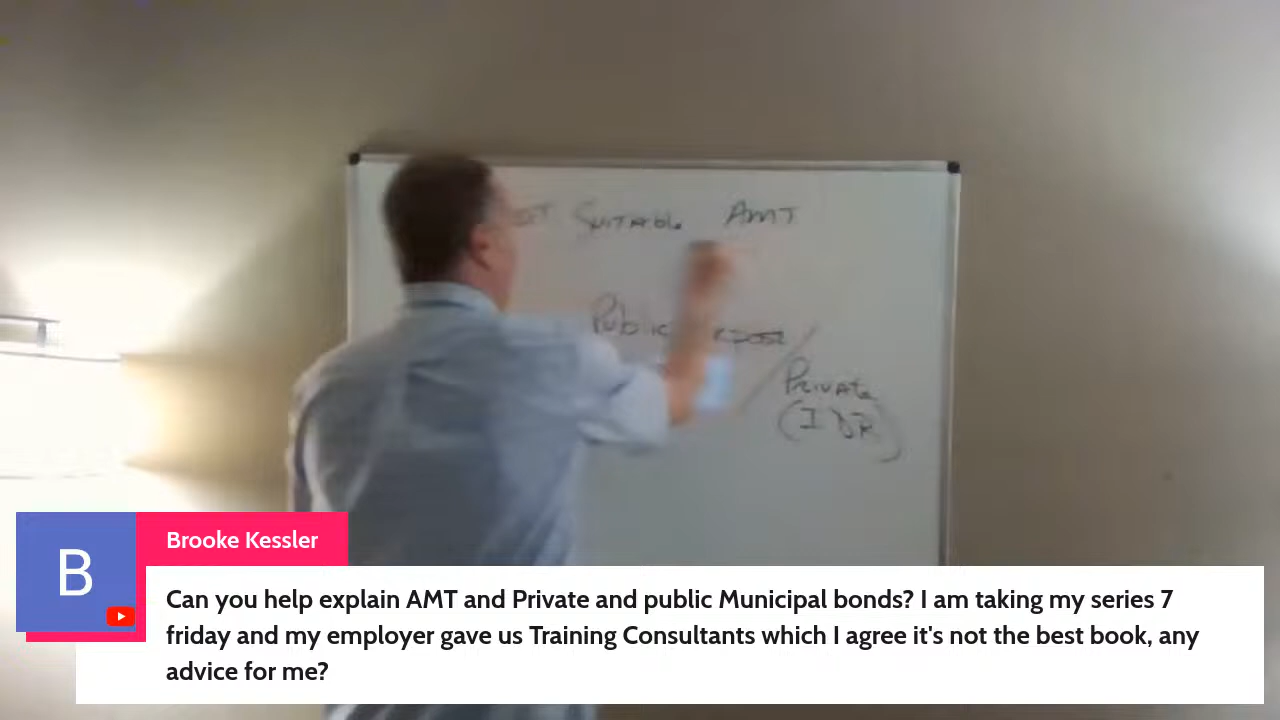 Suitable AMT
Public
Private
(IDR)
B
Brooke Kessler
Can you help explain AMT and Private and public Municipal bonds? I am taking my series 7
friday and my employer gave us Training Consultants which I agree it's not the best book, any
advice for me?